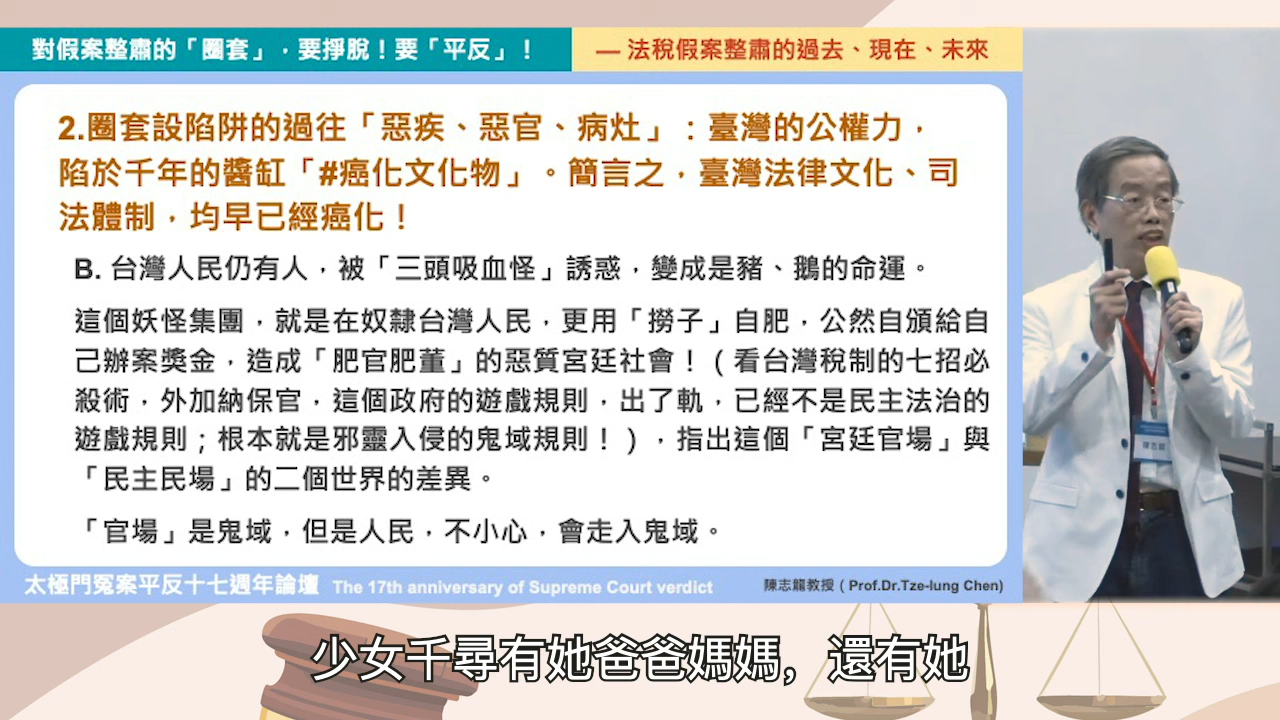 對假案整肅的「圈套」，要掙脫！要「平反」！
— 法稅假案整肅的過去、現在、未來
2.圈套設陷阱的過往「惡疾、惡官、病灶」：臺灣的公權力，
陷於千年的醬缸「#癌化文化物」。簡言之，臺灣法律文化、司
法體制，均早已經癌化！
B. 台灣人民仍有人，被「三頭吸血怪」誘惑，變成是豬、鵝的命運。
這個妖怪集團，就是在奴隸台灣人民，更用「撈子」自肥，公然自頒給自
己辦案獎金，造成「肥官肥董」的惡質宮廷社會！（看台灣稅制的七招必
殺術，外加納保官，這個政府的遊戲規則，出了軌，已經不是民主法治的
遊戲規則；根本就是邪靈入侵的鬼域規則！），指出這個「宮廷官場」與
「民主民場」的二個世界的差異。
「官場」是鬼域，但是人民，不小心，會走入鬼域。
太極門冤案平反十七週年論壇 The 17th anniversary of Supreme Court verdict
陳志龍教授（Prof.Dr.Tze-lung Chen)
陳志龍
少女千尋有她爸爸媽媽，還有她